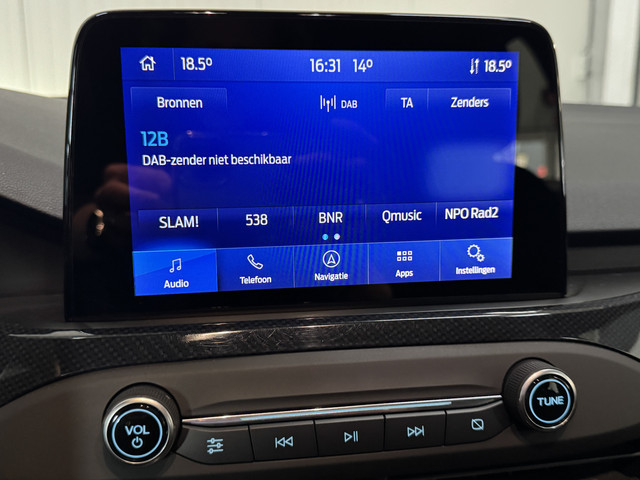 18.5° 16:31 14° 18.5°
Bronnen DAB TA Zenders
12B
DAB-zender niet beschikbaar
SLAM! 538 BNR Qmusic NPO Rad2
Audio Telefoon Navigatie Apps Instellingen
VOL TUNE